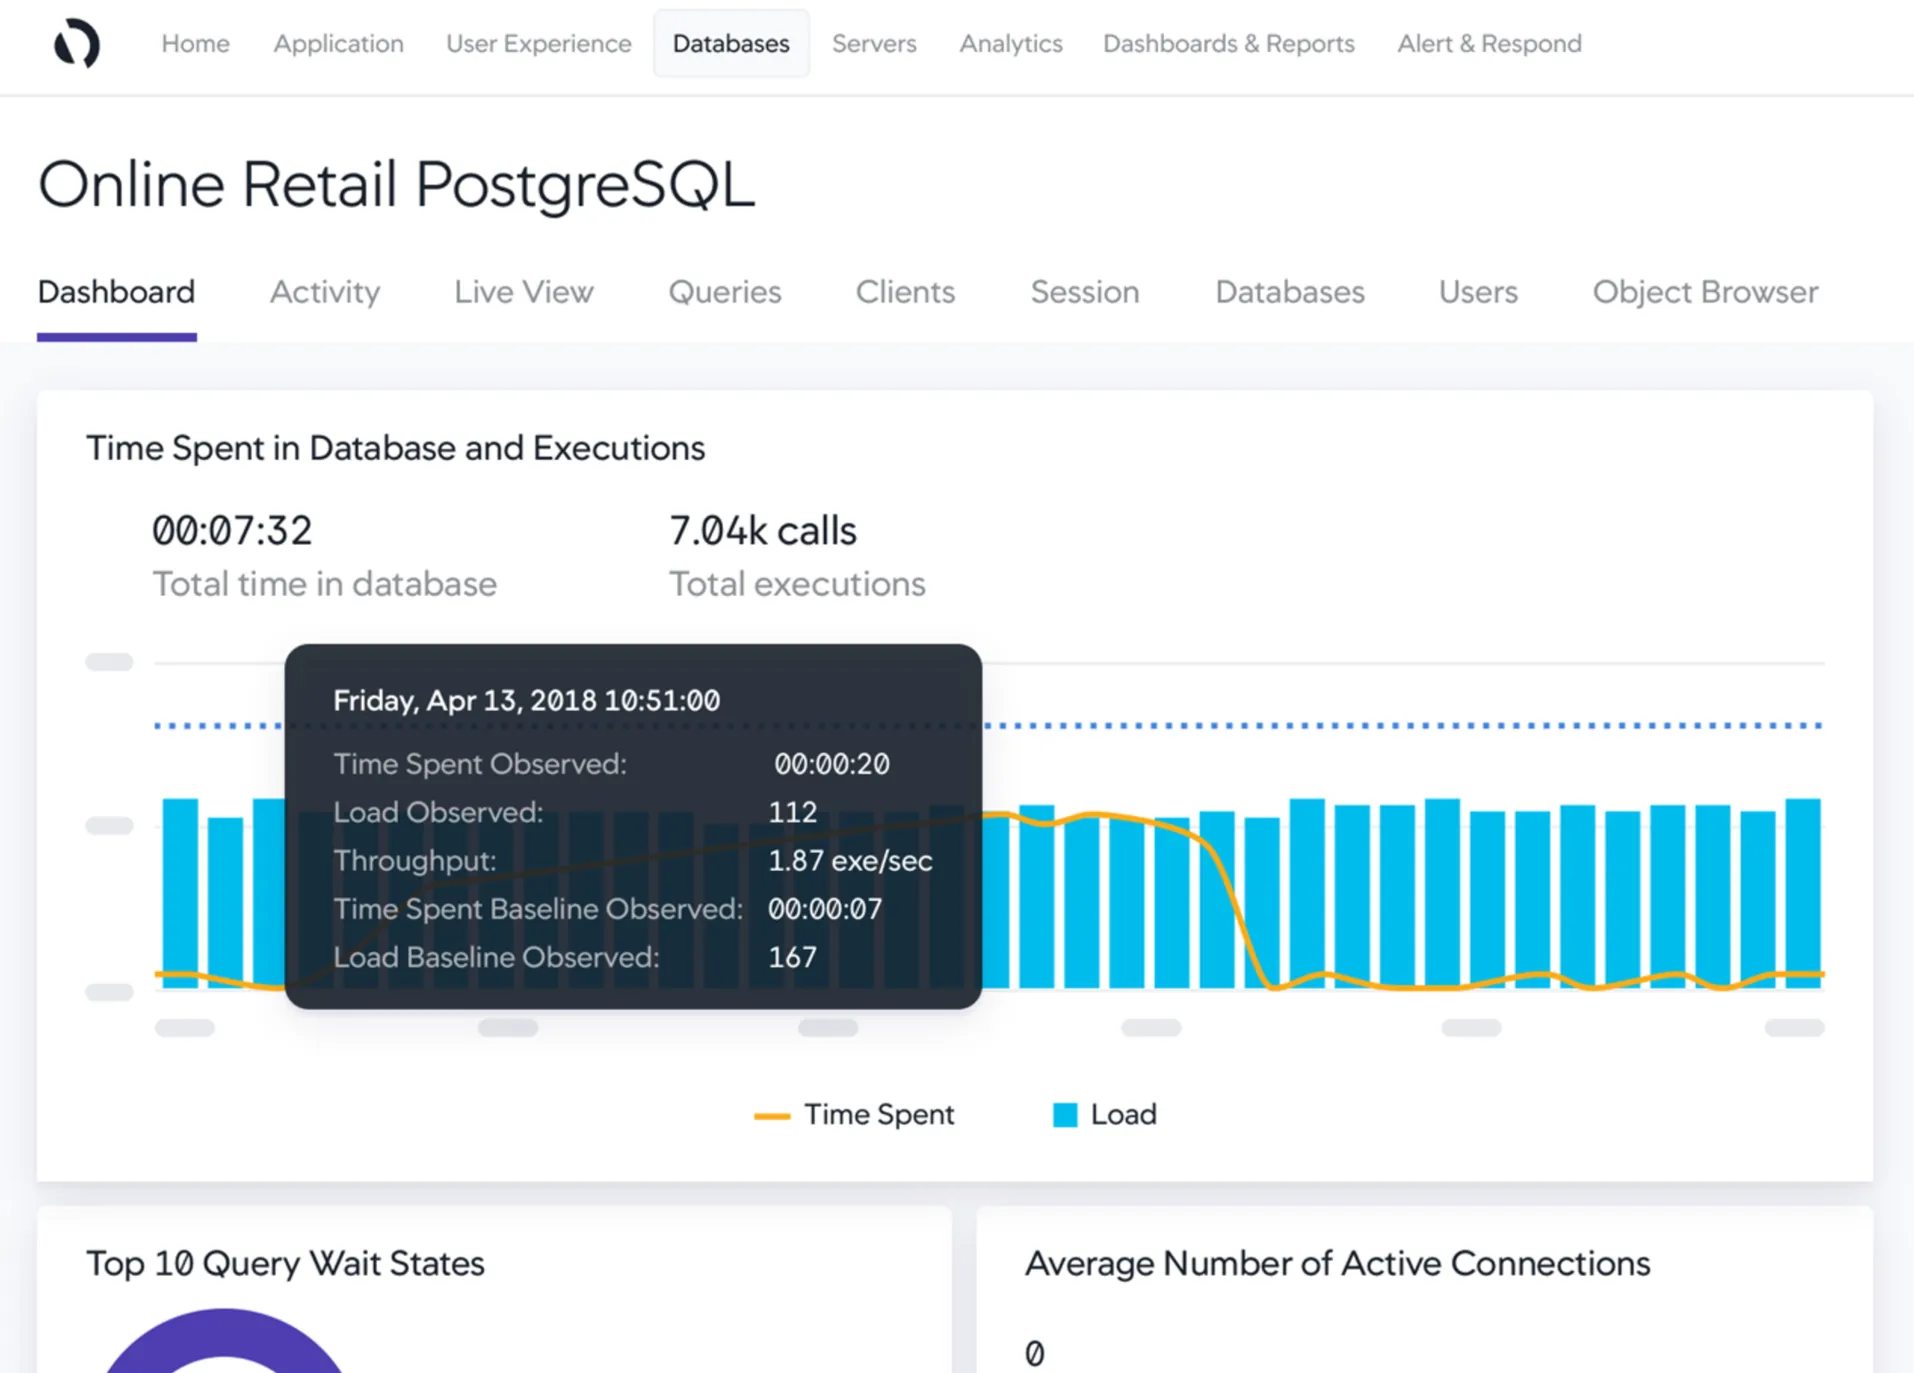 Home Application User Experience Databases Servers Analytics Dashboards & Reports Alert & Respond
Online Retail PostgreSQL
Dashboard Activity Live View Queries Clients Session Databases Users Object Browser
Time Spent in Database and Executions
00:07:32 7.04k calls
Total time in database Total executions
Friday, Apr 13, 2018 10:51:00
Time Spent Observed: 00:00:20
Load Observed: 112
Throughput: 1.87 exe/sec
Time Spent Baseline Observed: 00:00:07
Load Baseline Observed: 167
Time Spent Load
Top 10 Query Wait States Average Number of Active Connections
0